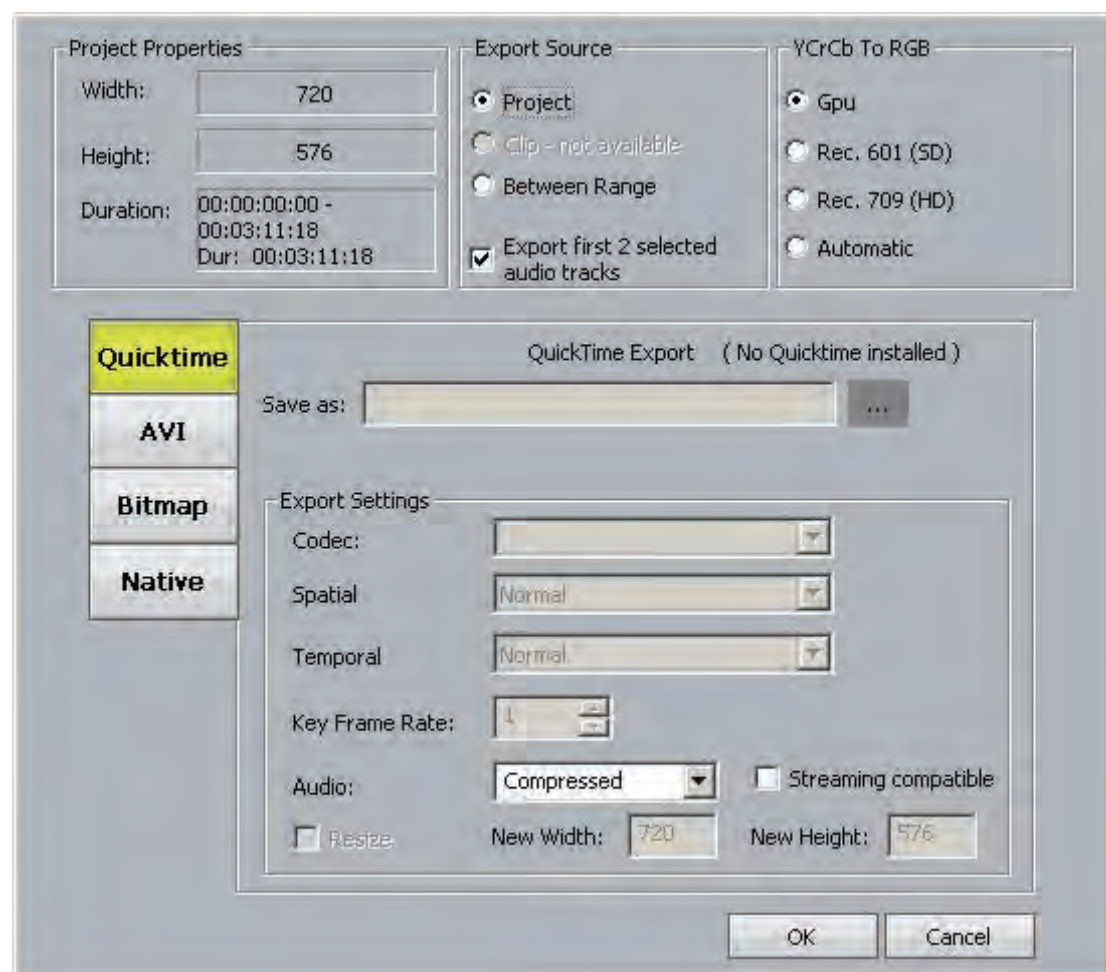 Project Properties
Width: 720
Height: 576
Duration: 00:00:00:00 -
00:03:11:18
Dur: 00:03:11:18
Export Source
Project
Clip - not available
Between Range
Export first 2 selected
audio tracks
YCrCb To RGB
Gpu
Rec. 601 (SD)
Rec. 709 (HD)
Automatic
Quicktime
AVI
Bitmap
Native
QuickTime Export ( No Quicktime installed )
Save as: ...
Export Settings
Codec:
Spatial Normal
Temporal Normal
Key Frame Rate: 1
Audio: Compressed Streaming compatible
Resize New Width: 720 New Height: 576
OK Cancel